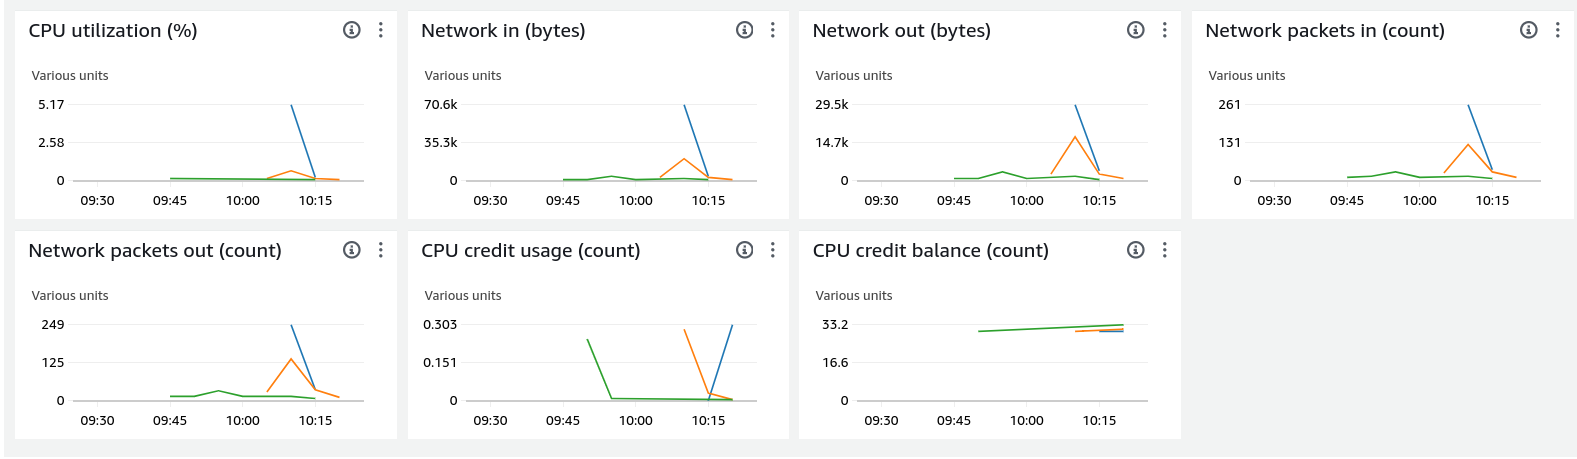 CPU utilization (%)
Various units
5.17
2.58
0
09:30 09:45 10:00 10:15
Network in (bytes)
Various units
70.6k
35.3k
0
09:30 09:45 10:00 10:15
Network out (bytes)
Various units
29.5k
14.7k
0
09:30 09:45 10:00 10:15
Network packets in (count)
Various units
261
131
0
09:30 09:45 10:00 10:15
Network packets out (count)
Various units
249
125
0
09:30 09:45 10:00 10:15
CPU credit usage (count)
Various units
0.303
0.151
0
09:30 09:45 10:00 10:15
CPU credit balance (count)
Various units
33.2
16.6
0
09:30 09:45 10:00 10:15